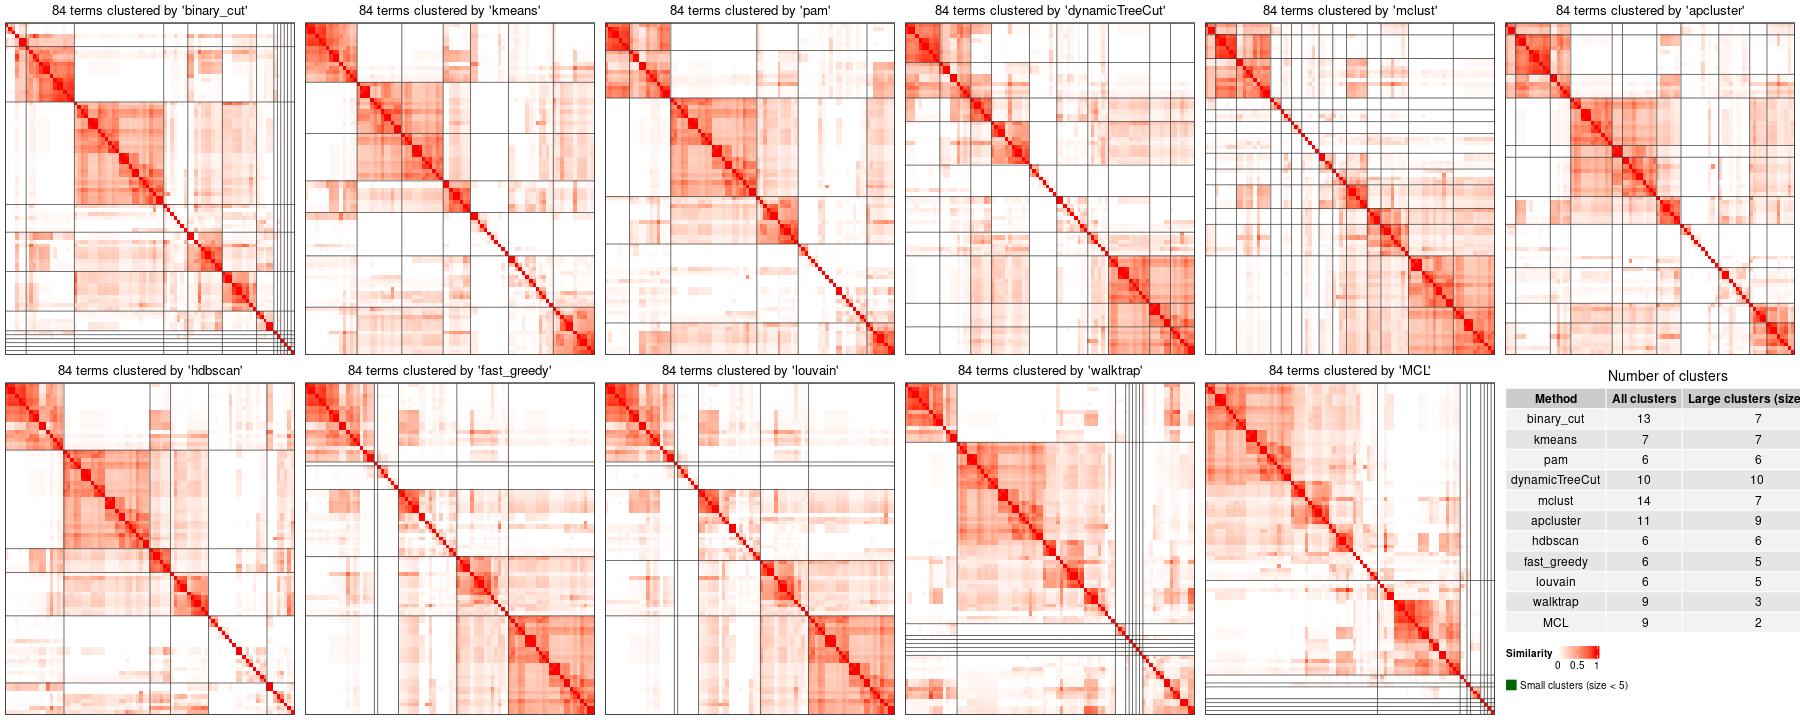 84 terms clustered by 'binary_cut'
84 terms clustered by 'kmeans'
84 terms clustered by 'pam'
84 terms clustered by 'dynamicTreeCut'
84 terms clustered by 'mclust'
84 terms clustered by 'apcluster'
84 terms clustered by 'hdbscan'
84 terms clustered by 'fast_greedy'
84 terms clustered by 'louvain'
84 terms clustered by 'walktrap'
84 terms clustered by 'MCL'
Number of clusters
Method All clusters Large clusters (size
binary_cut 13 7
kmeans 7 7
pam 6 6
dynamicTreeCut 10 10
mclust 14 7
apcluster 11 9
hdbscan 6 6
fast_greedy 6 5
louvain 6 5
walktrap 9 3
MCL 9 2
Similarity
0 0.5 1
Small clusters (size < 5)